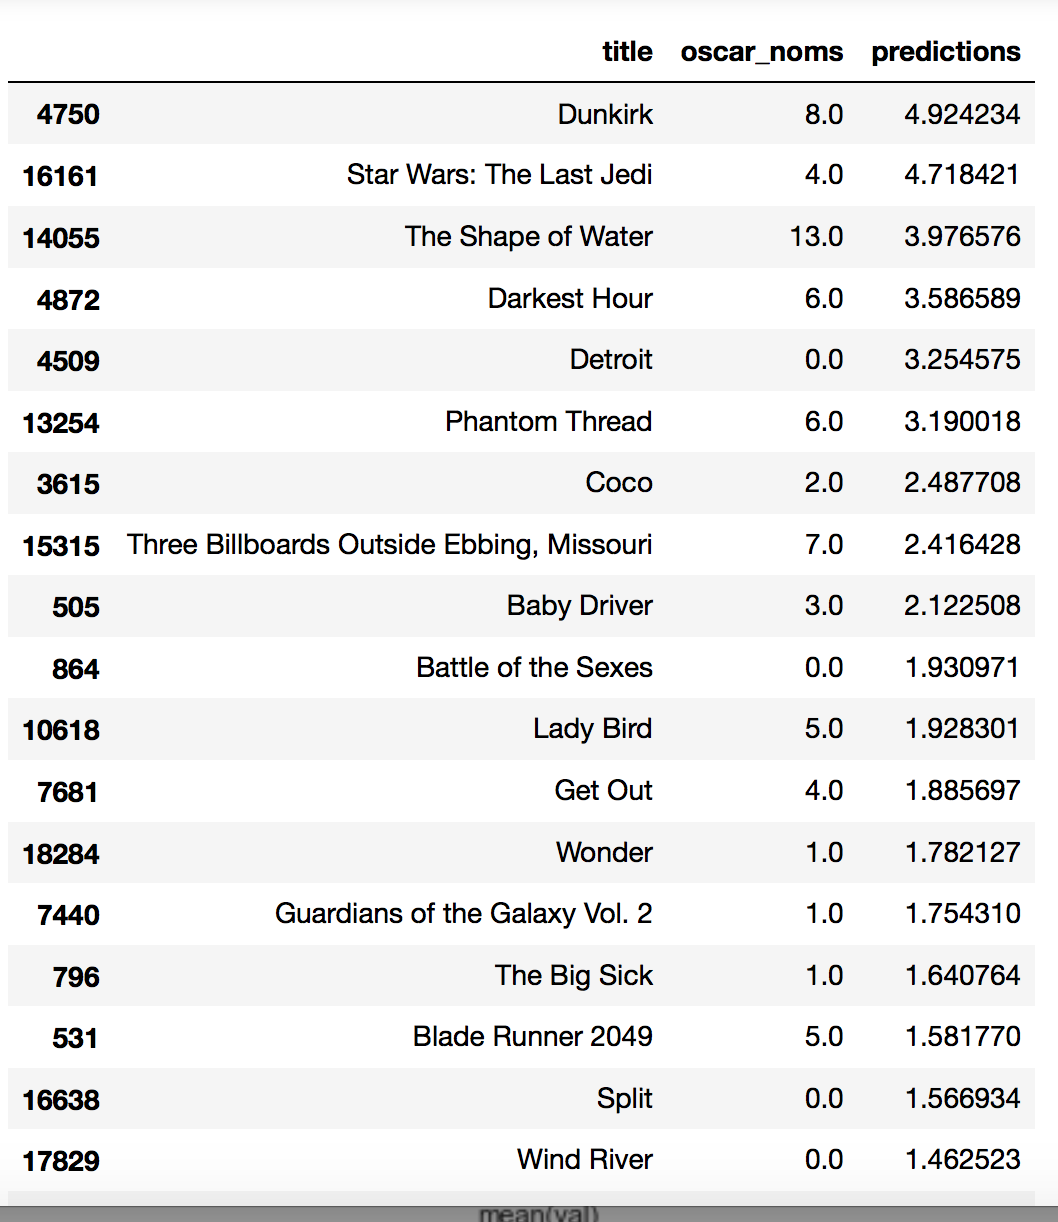 title oscar_noms predictions
4750 Dunkirk 8.0 4.924234
16161 Star Wars: The Last Jedi 4.0 4.718421
14055 The Shape of Water 13.0 3.976576
4872 Darkest Hour 6.0 3.586589
4509 Detroit 0.0 3.254575
13254 Phantom Thread 6.0 3.190018
3615 Coco 2.0 2.487708
15315 Three Billboards Outside Ebbing, Missouri 7.0 2.416428
505 Baby Driver 3.0 2.122508
864 Battle of the Sexes 0.0 1.930971
10618 Lady Bird 5.0 1.928301
7681 Get Out 4.0 1.885697
18284 Wonder 1.0 1.782127
7440 Guardians of the Galaxy Vol. 2 1.0 1.754310
796 The Big Sick 1.0 1.640764
531 Blade Runner 2049 5.0 1.581770
16638 Split 0.0 1.566934
17829 Wind River 0.0 1.462523
mean(val)